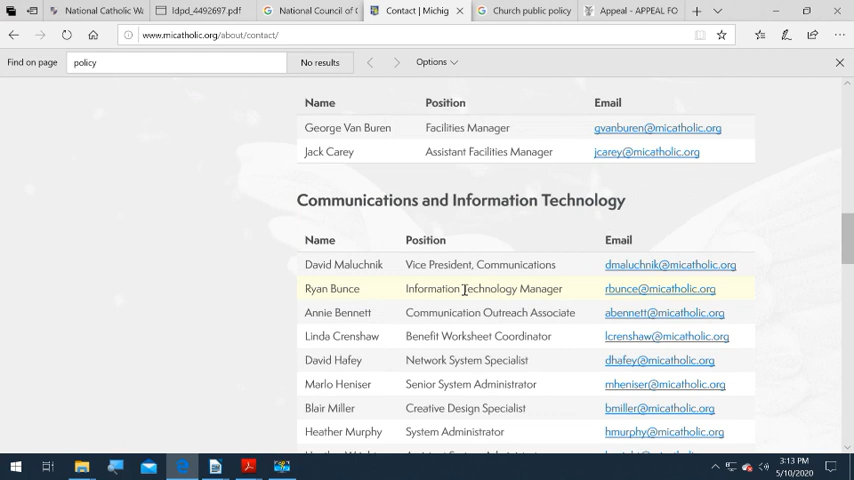 National Catholic Wa
ldpd_4492697.pdf
National Council of C
Contact | Michig
Church public policy
Appeal - APPEAL FO
www.micatholic.org/about/contact/
Find on page
policy
No results
Options
Name Position Email
George Van Buren Facilities Manager gvanburen@micatholic.org
Jack Carey Assistant Facilities Manager jcarey@micatholic.org
Communications and Information Technology
Name Position Email
David Maluchnik Vice President, Communications dmaluchnik@micatholic.org
Ryan Bunce Information Technology Manager rbunce@micatholic.org
Annie Bennett Communication Outreach Associate abennett@micatholic.org
Linda Crenshaw Benefit Worksheet Coordinator lcrenshaw@micatholic.org
David Hafey Network System Specialist dhafey@micatholic.org
Marlo Heniser Senior System Administrator mheniser@micatholic.org
Blair Miller Creative Design Specialist bmiller@micatholic.org
Heather Murphy System Administrator hmurphy@micatholic.org
3:13 PM
5/10/2020